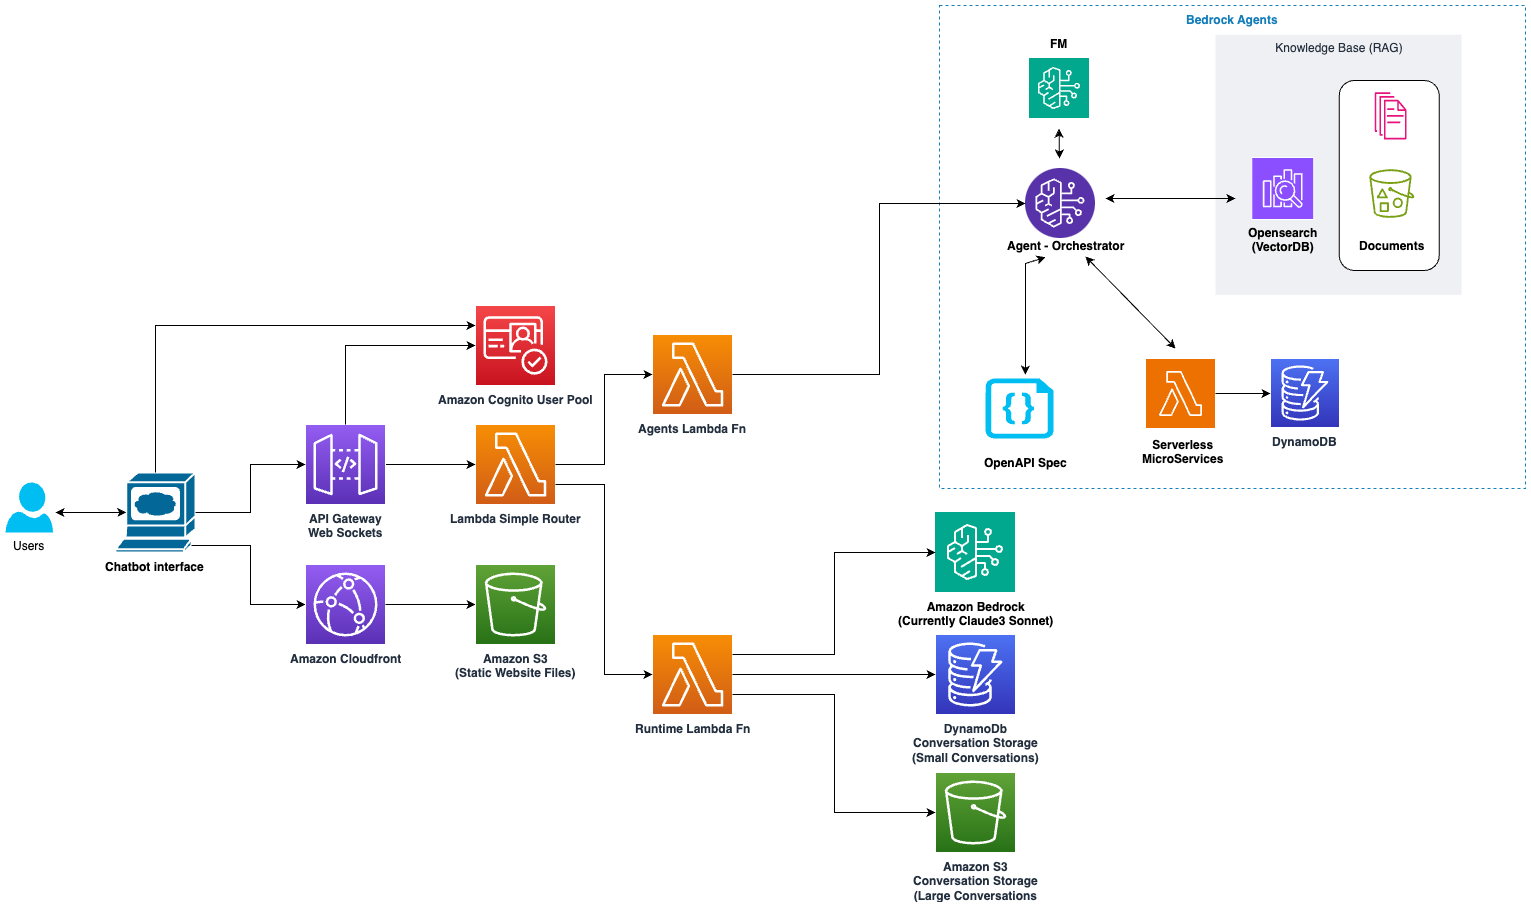 Bedrock Agents
FM
Knowledge Base (RAG)
Agent - Orchestrator
Opensearch
(VectorDB)
Documents
Amazon Cognito User Pool
Agents Lambda Fn
OpenAPI Spec
Serverless
MicroServices
DynamoDB
Users
Chatbot interface
API Gateway
Web Sockets
Lambda Simple Router
Amazon Cloudfront
Amazon S3
(Static Website Files)
Runtime Lambda Fn
Amazon Bedrock
(Currently Claude3 Sonnet)
DynamoDb
Conversation Storage
(Small Conversations)
Amazon S3
Conversation Storage
(Large Conversations